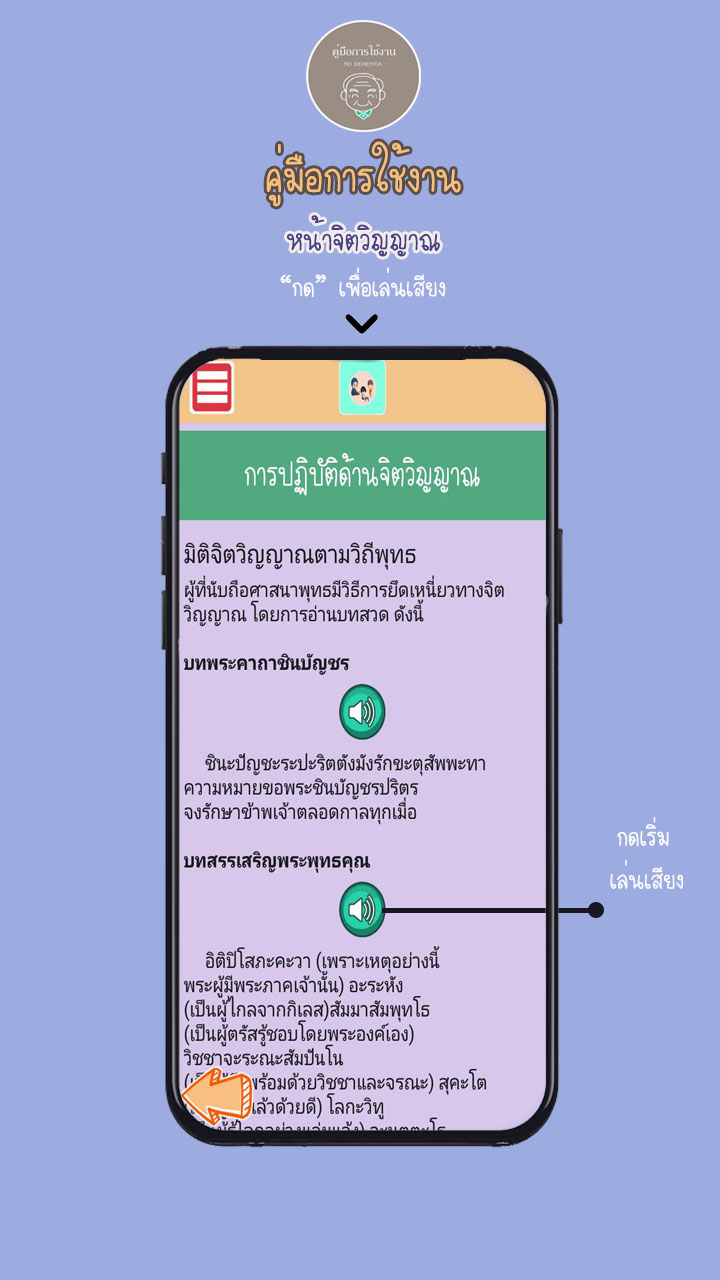 คู่มือการใช้งาน
- NO DEMENTIA -
คู่มือการใช้งาน
หน้าจิตวิญญาณ
“กด” เพื่อเล่นเสียง
การปฏิบัติด้านจิตวิญญาณ
มิติจิตวิญญาณตามวิถีพุทธ
ผู้ที่นับถือศาสนาพุทธมีวิธีการยึดเหนี่ยวทางจิต
วิญญาณ โดยการอ่านบทสวด ดังนี้
บทพระคาถาชินบัญชร
ชินะปัญชะระปะริตตังมังรักขะตุสัพพะทา
ความหมายขอพระชินบัญชรปริตร
จงรักษาข้าพเจ้าตลอดกาลทุกเมื่อ
บทสรรเสริญพระพุทธคุณ
กดเริ่ม
เล่นเสียง
อิติปิโสภะคะวา (เพราะเหตุอย่างนี้
พระผู้มีพระภาคเจ้านั้น) อะระหัง
(เป็นผู้ไกลจากกิเลส)สัมมาสัมพุทโธ
(เป็นผู้ตรัสรู้ชอบโดยพระองค์เอง)
วิชชาจะระณะสัมปันโน
พร้อมด้วยวิชชาและจรณะ) สุคะโต
แล้วด้วยดี) โลกะวิทู